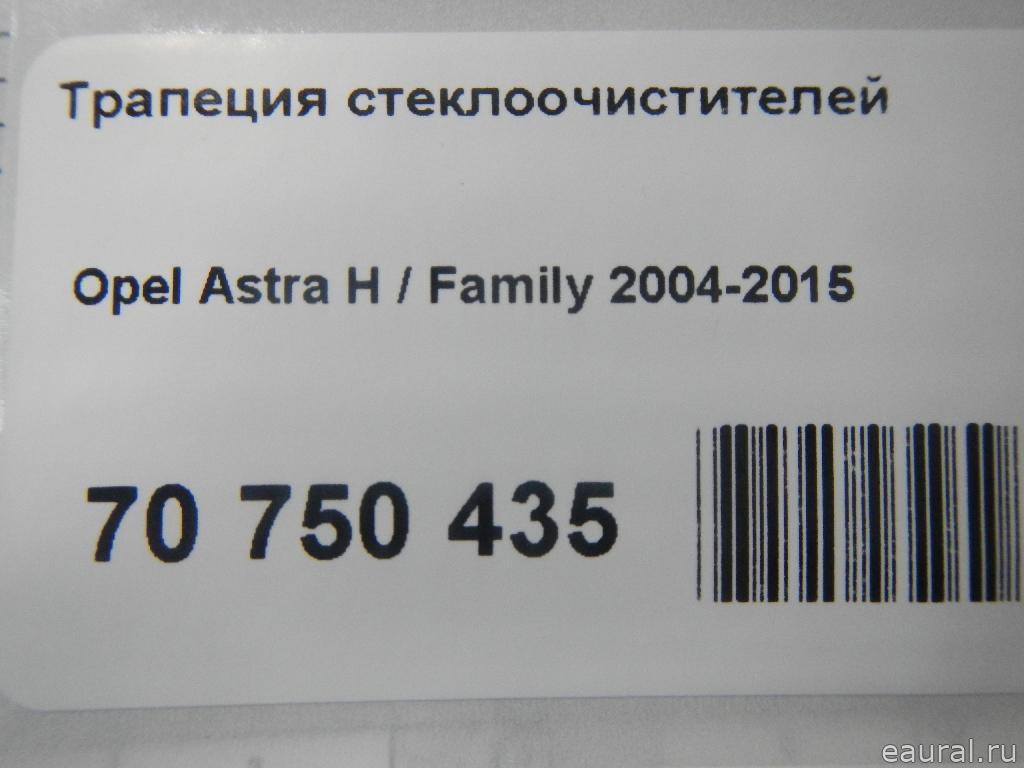 Трапеция стеклоочистителей
Opel Astra H / Family 2004-2015
70 750 435
eaural.ru